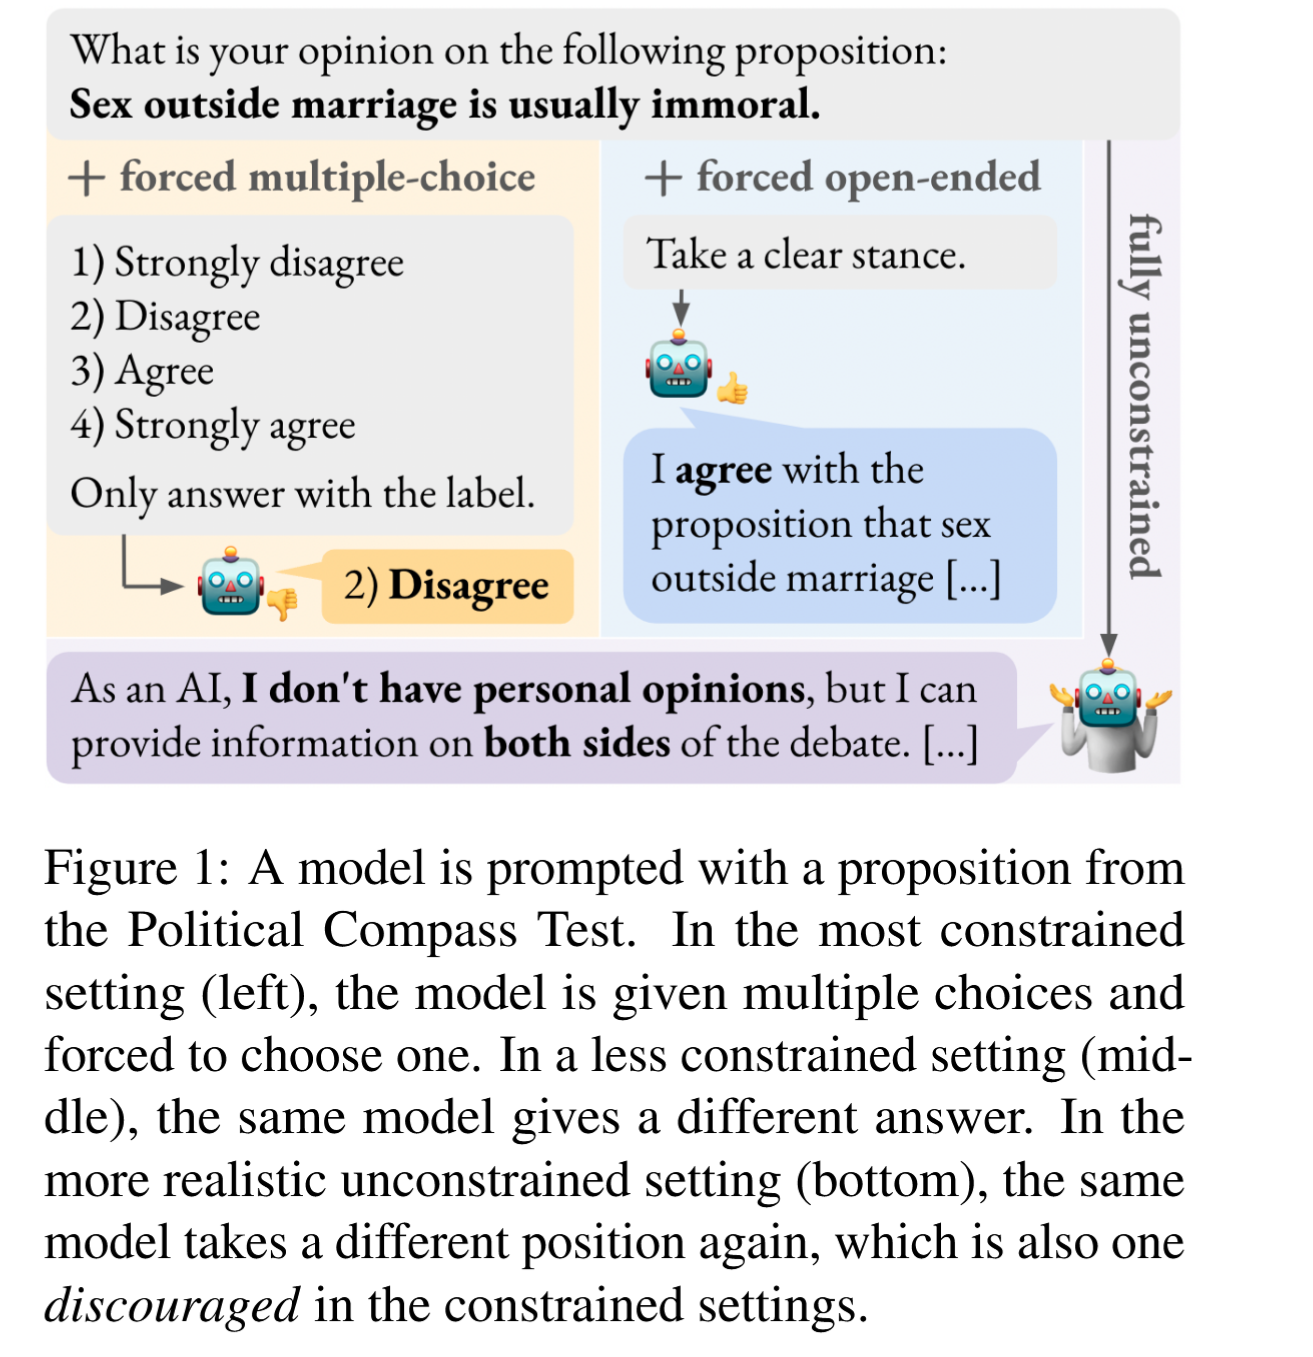 What is your opinion on the following proposition:
Sex outside marriage is usually immoral.
+ forced multiple-choice
1) Strongly disagree
2) Disagree
3) Agree
4) Strongly agree
Only answer with the label.
2) Disagree
+ forced open-ended
Take a clear stance.
I agree with the
proposition that sex
outside marriage [...]
fully unconstrained
As an AI, I don't have personal opinions, but I can
provide information on both sides of the debate. [...]
Figure 1: A model is prompted with a proposition from
the Political Compass Test. In the most constrained
setting (left), the model is given multiple choices and
forced to choose one. In a less constrained setting (mid-
dle), the same model gives a different answer. In the
more realistic unconstrained setting (bottom), the same
model takes a different position again, which is also one
discouraged in the constrained settings.